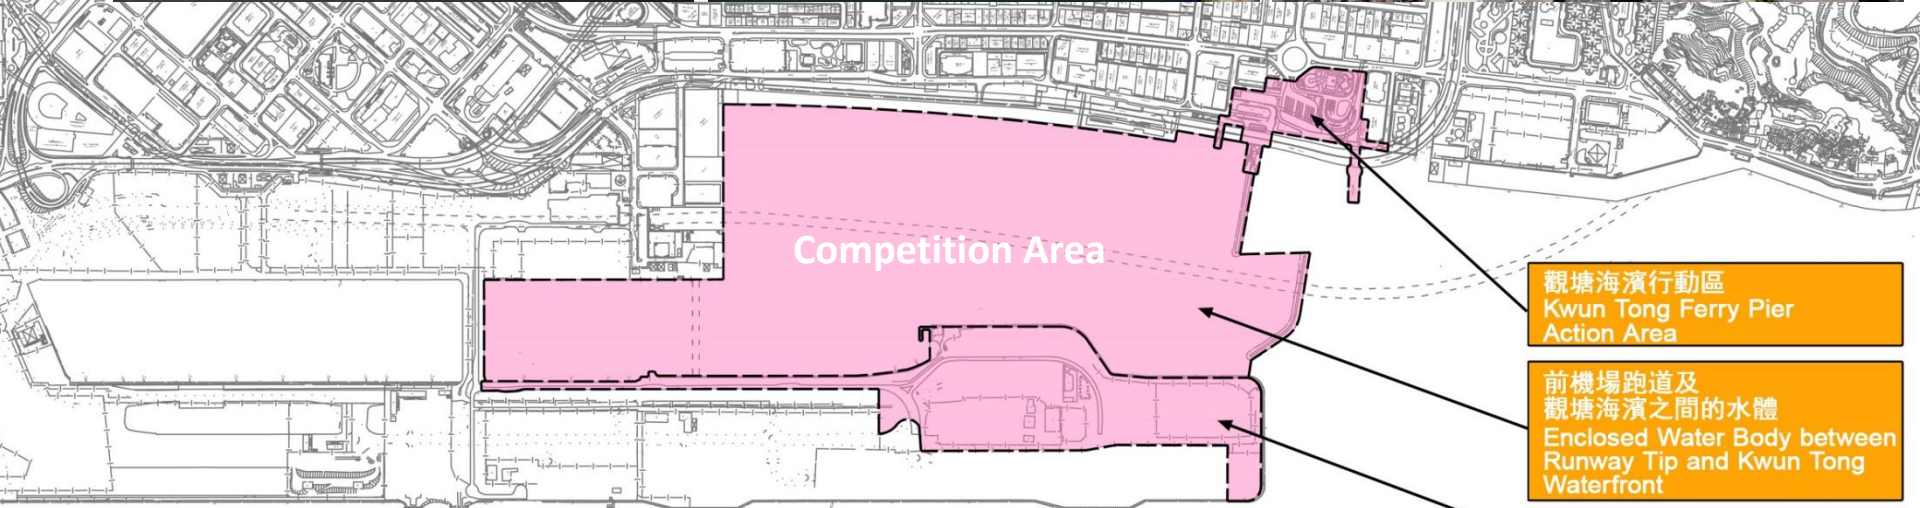 Competition Area
觀塘海濱行動區
Kwun Tong Ferry Pier
Action Area
前機場跑道及
觀塘海濱之間的水體
Enclosed Water Body between
Runway Tip and Kwun Tong
Waterfront